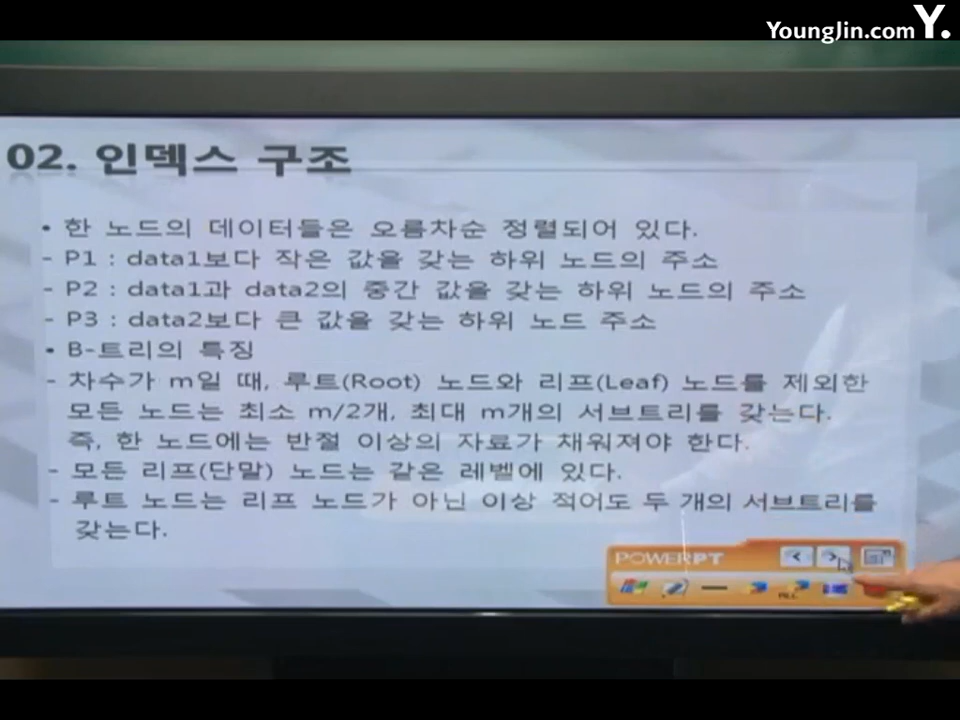 YoungJin.com Y.
02. 인덱스 구조
• 한 노드의 데이터들은 오름차순 정렬되어 있다.
- P1 : data1보다 작은 값을 갖는 하위 노드의 주소
- P2 : data1과 data2의 중간 값을 갖는 하위 노드의 주소
- P3 : data2보다 큰 값을 갖는 하위 노드 주소
• B-트리의 특징
- 차수가 m일 때, 루트(Root) 노드와 리프(Leaf) 노드를 제외한
모든 노드는 최소 m/2개, 최대 m개의 서브트리를 갖는다.
즉, 한 노드에는 반절 이상의 자료가 채워져야 한다.
- 모든 리프(단말) 노드는 같은 레벨에 있다.
- 루트 노드는 리프 노드가 아닌 이상 적어도 두 개의 서브트리를
갖는다.
POWERPT